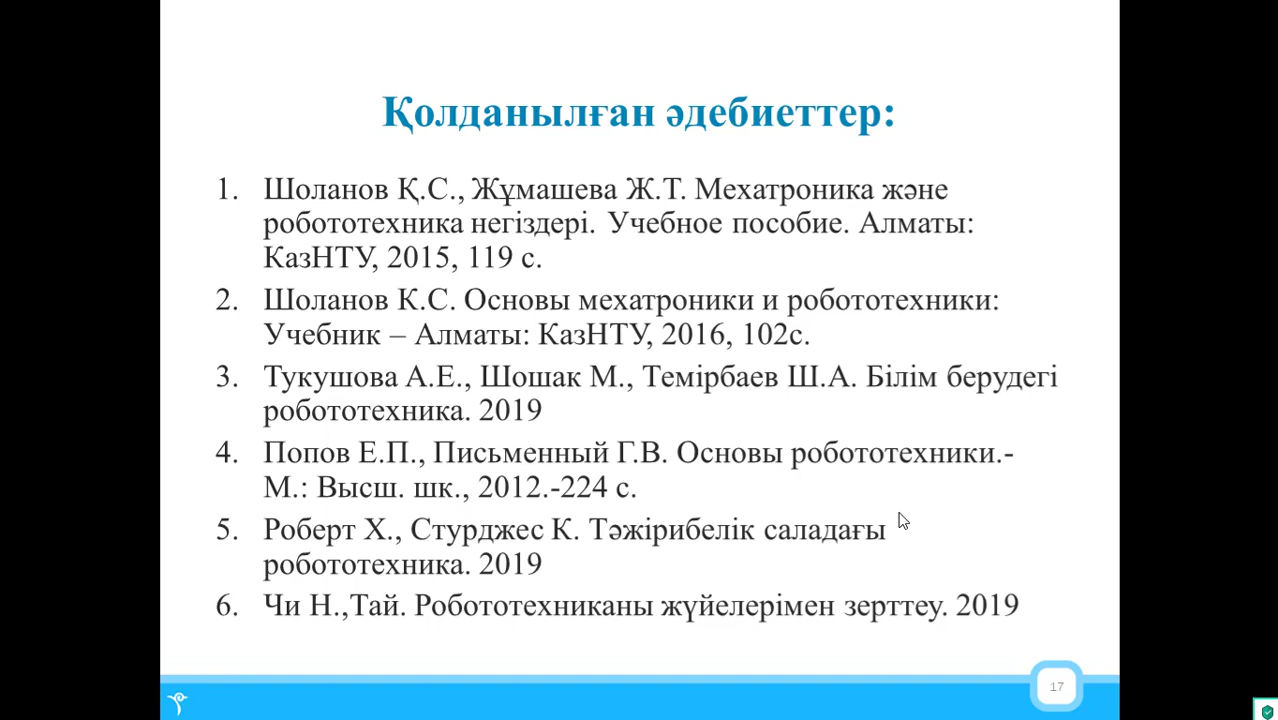 Қолданылған әдебиеттер:
1. Шоланов Қ.С., Жұмашева Ж.Т. Мехатроника және
робототехника негіздері. Учебное пособие. Алматы:
КазНТУ, 2015, 119 с.
2. Шоланов К.С. Основы мехатроники и робототехники:
Учебник – Алматы: КазНТУ, 2016, 102с.
3. Тукушова А.Е., Шошак М., Темірбаев Ш.А. Білім берудегі
робототехника. 2019
4. Попов Е.П., Письменный Г.В. Основы робототехники.-
М.: Высш. шк., 2012.-224 с.
5. Роберт Х., Стурджес К. Тәжірибелік саладағы
робототехника. 2019
6. Чи Н.,Тай. Робототехниканы жүйелерімен зерттеу. 2019
17